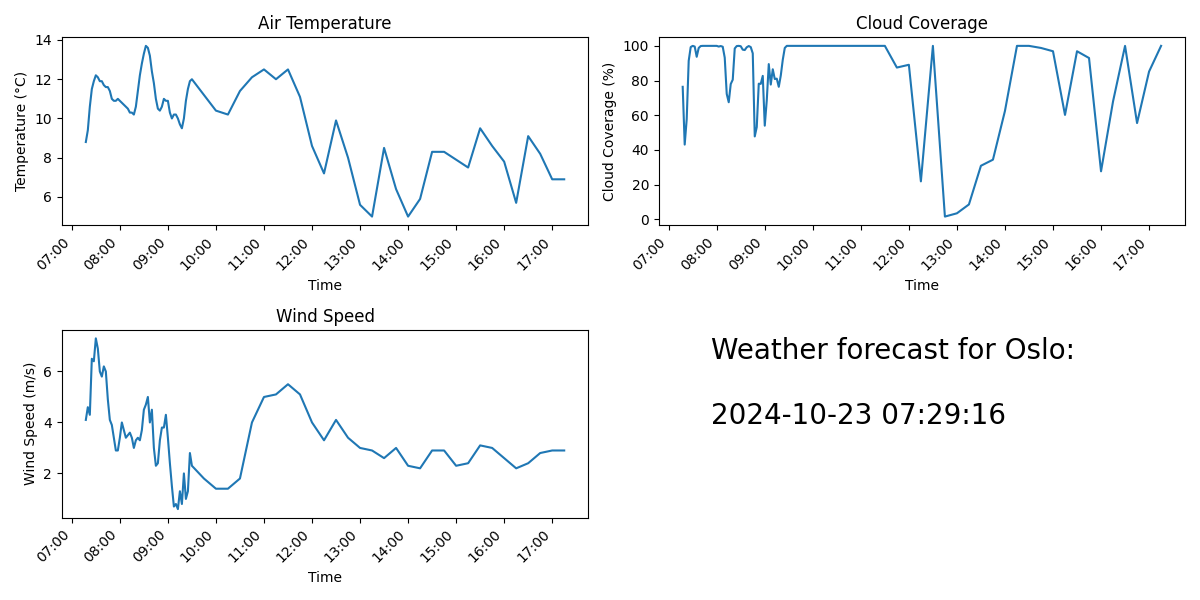 Air Temperature
Temperature (°C)
14
12
10
8
6
07:00 08:00 09:00 10:00 11:00 12:00 13:00 14:00 15:00 16:00 17:00
Time
Cloud Coverage
Cloud Coverage (%)
100
80
60
40
20
0
07:00 08:00 09:00 10:00 11:00 12:00 13:00 14:00 15:00 16:00 17:00
Time
Wind Speed
Wind Speed (m/s)
6
4
2
07:00 08:00 09:00 10:00 11:00 12:00 13:00 14:00 15:00 16:00 17:00
Time
Weather forecast for Oslo:
2024-10-23 07:29:16